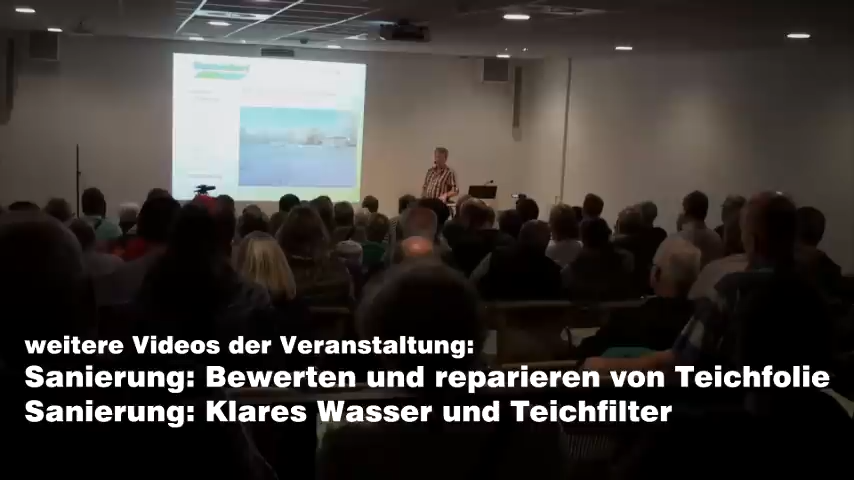 weitere Videos der Veranstaltung:
Sanierung: Bewerten und reparieren von Teichfolie
Sanierung: Klares Wasser und Teichfilter